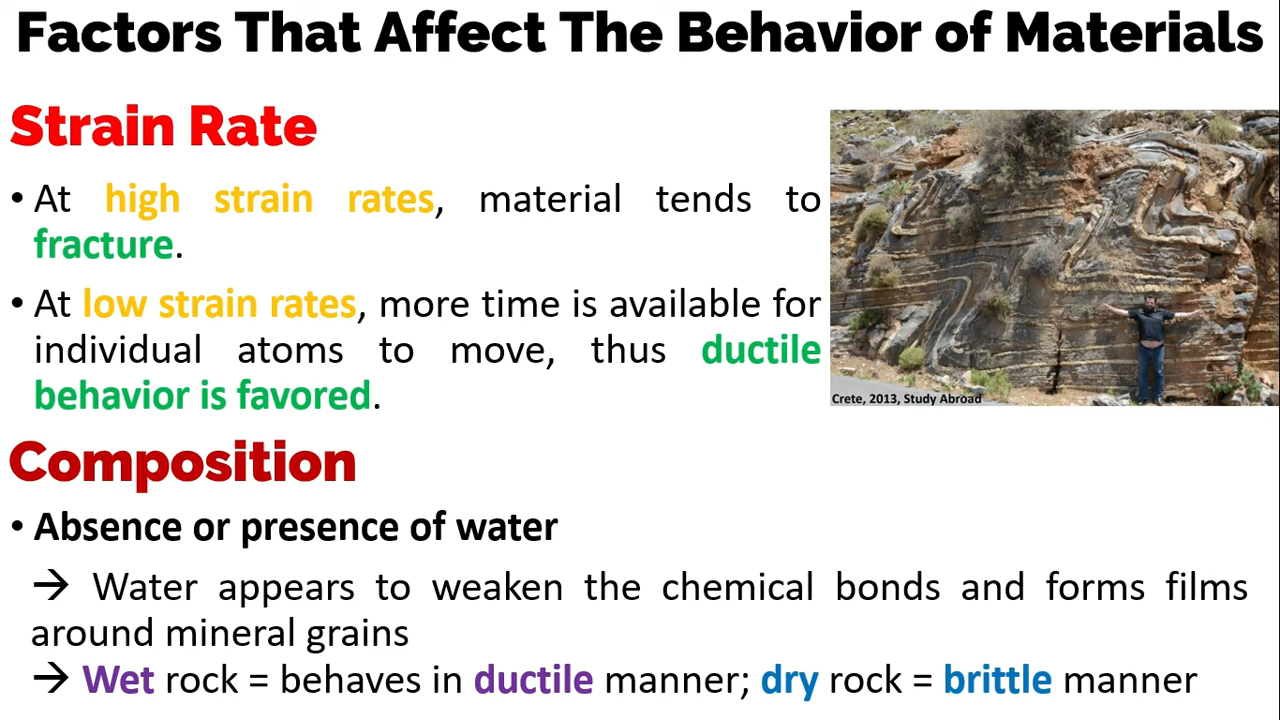 Factors That Affect The Behavior of Materials
Strain Rate
• At high strain rates, material tends to
fracture.
• At low strain rates, more time is available for
individual atoms to move, thus ductile
behavior is favored.
Crete, 2013, Study Abroad
Composition
• Absence or presence of water
→ Water appears to weaken the chemical bonds and forms films
around mineral grains
→ Wet rock = behaves in ductile manner; dry rock = brittle manner